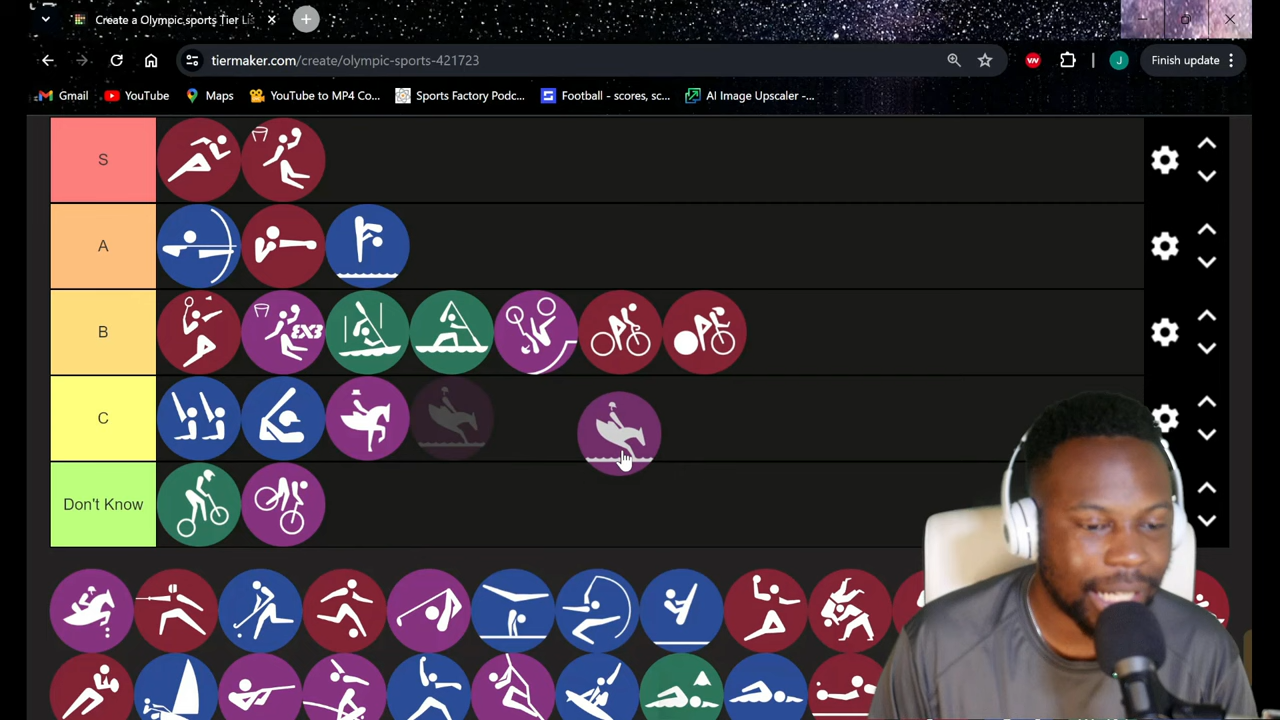 Create a Olympic sports Tier Li
tiermaker.com/create/olympic-sports-421723
Finish update
J
Gmail
YouTube
Maps
YouTube to MP4 Co...
Sports Factory Podc...
Football - scores, sc...
AI Image Upscaler -...
S
A
B
3X3
C
Don't Know